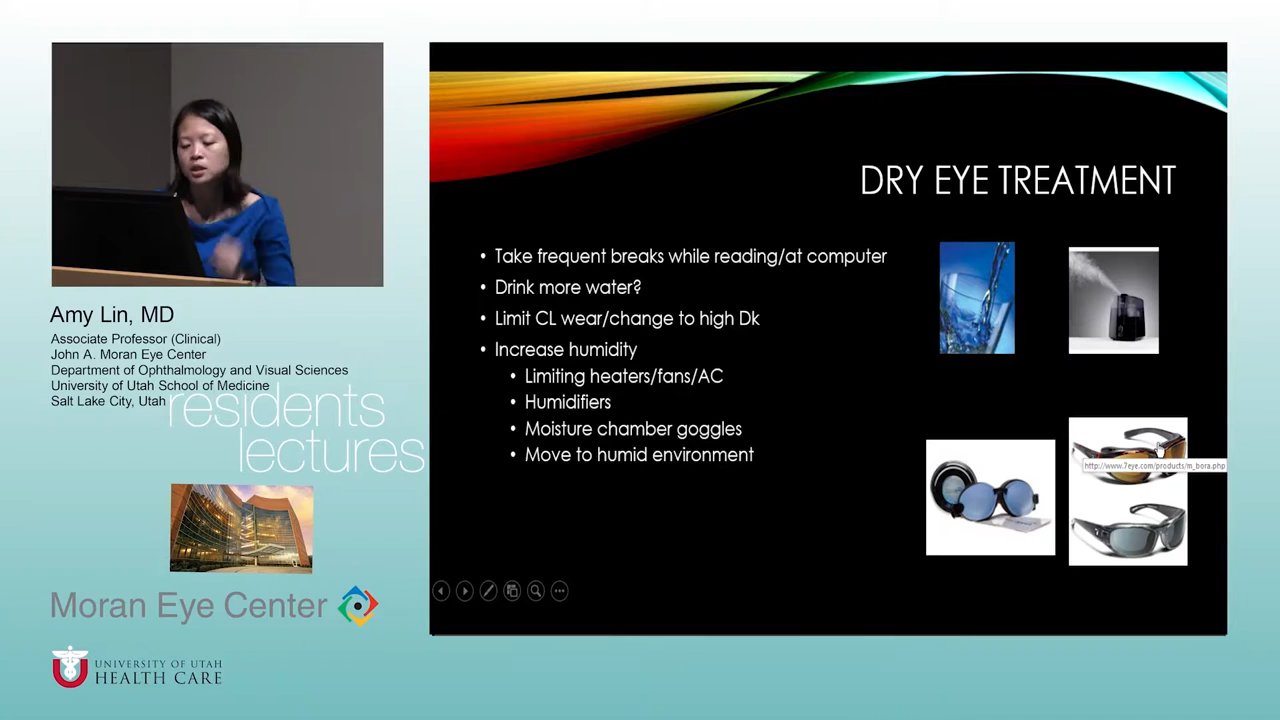 DRY EYE TREATMENT
• Take frequent breaks while reading/at computer
• Drink more water?
• Limit CL wear/change to high Dk
• Increase humidity
• Limiting heaters/fans/AC
• Humidifiers
• Moisture chamber goggles
• Move to humid environment
http://www.7eye.com/products/m_bora.php
Amy Lin, MD
Associate Professor (Clinical)
John A. Moran Eye Center
Department of Ophthalmology and Visual Sciences
University of Utah School of Medicine
Salt Lake City, Utah
residents
lectures
Moran Eye Center
UNIVERSITY OF UTAH
HEALTH CARE